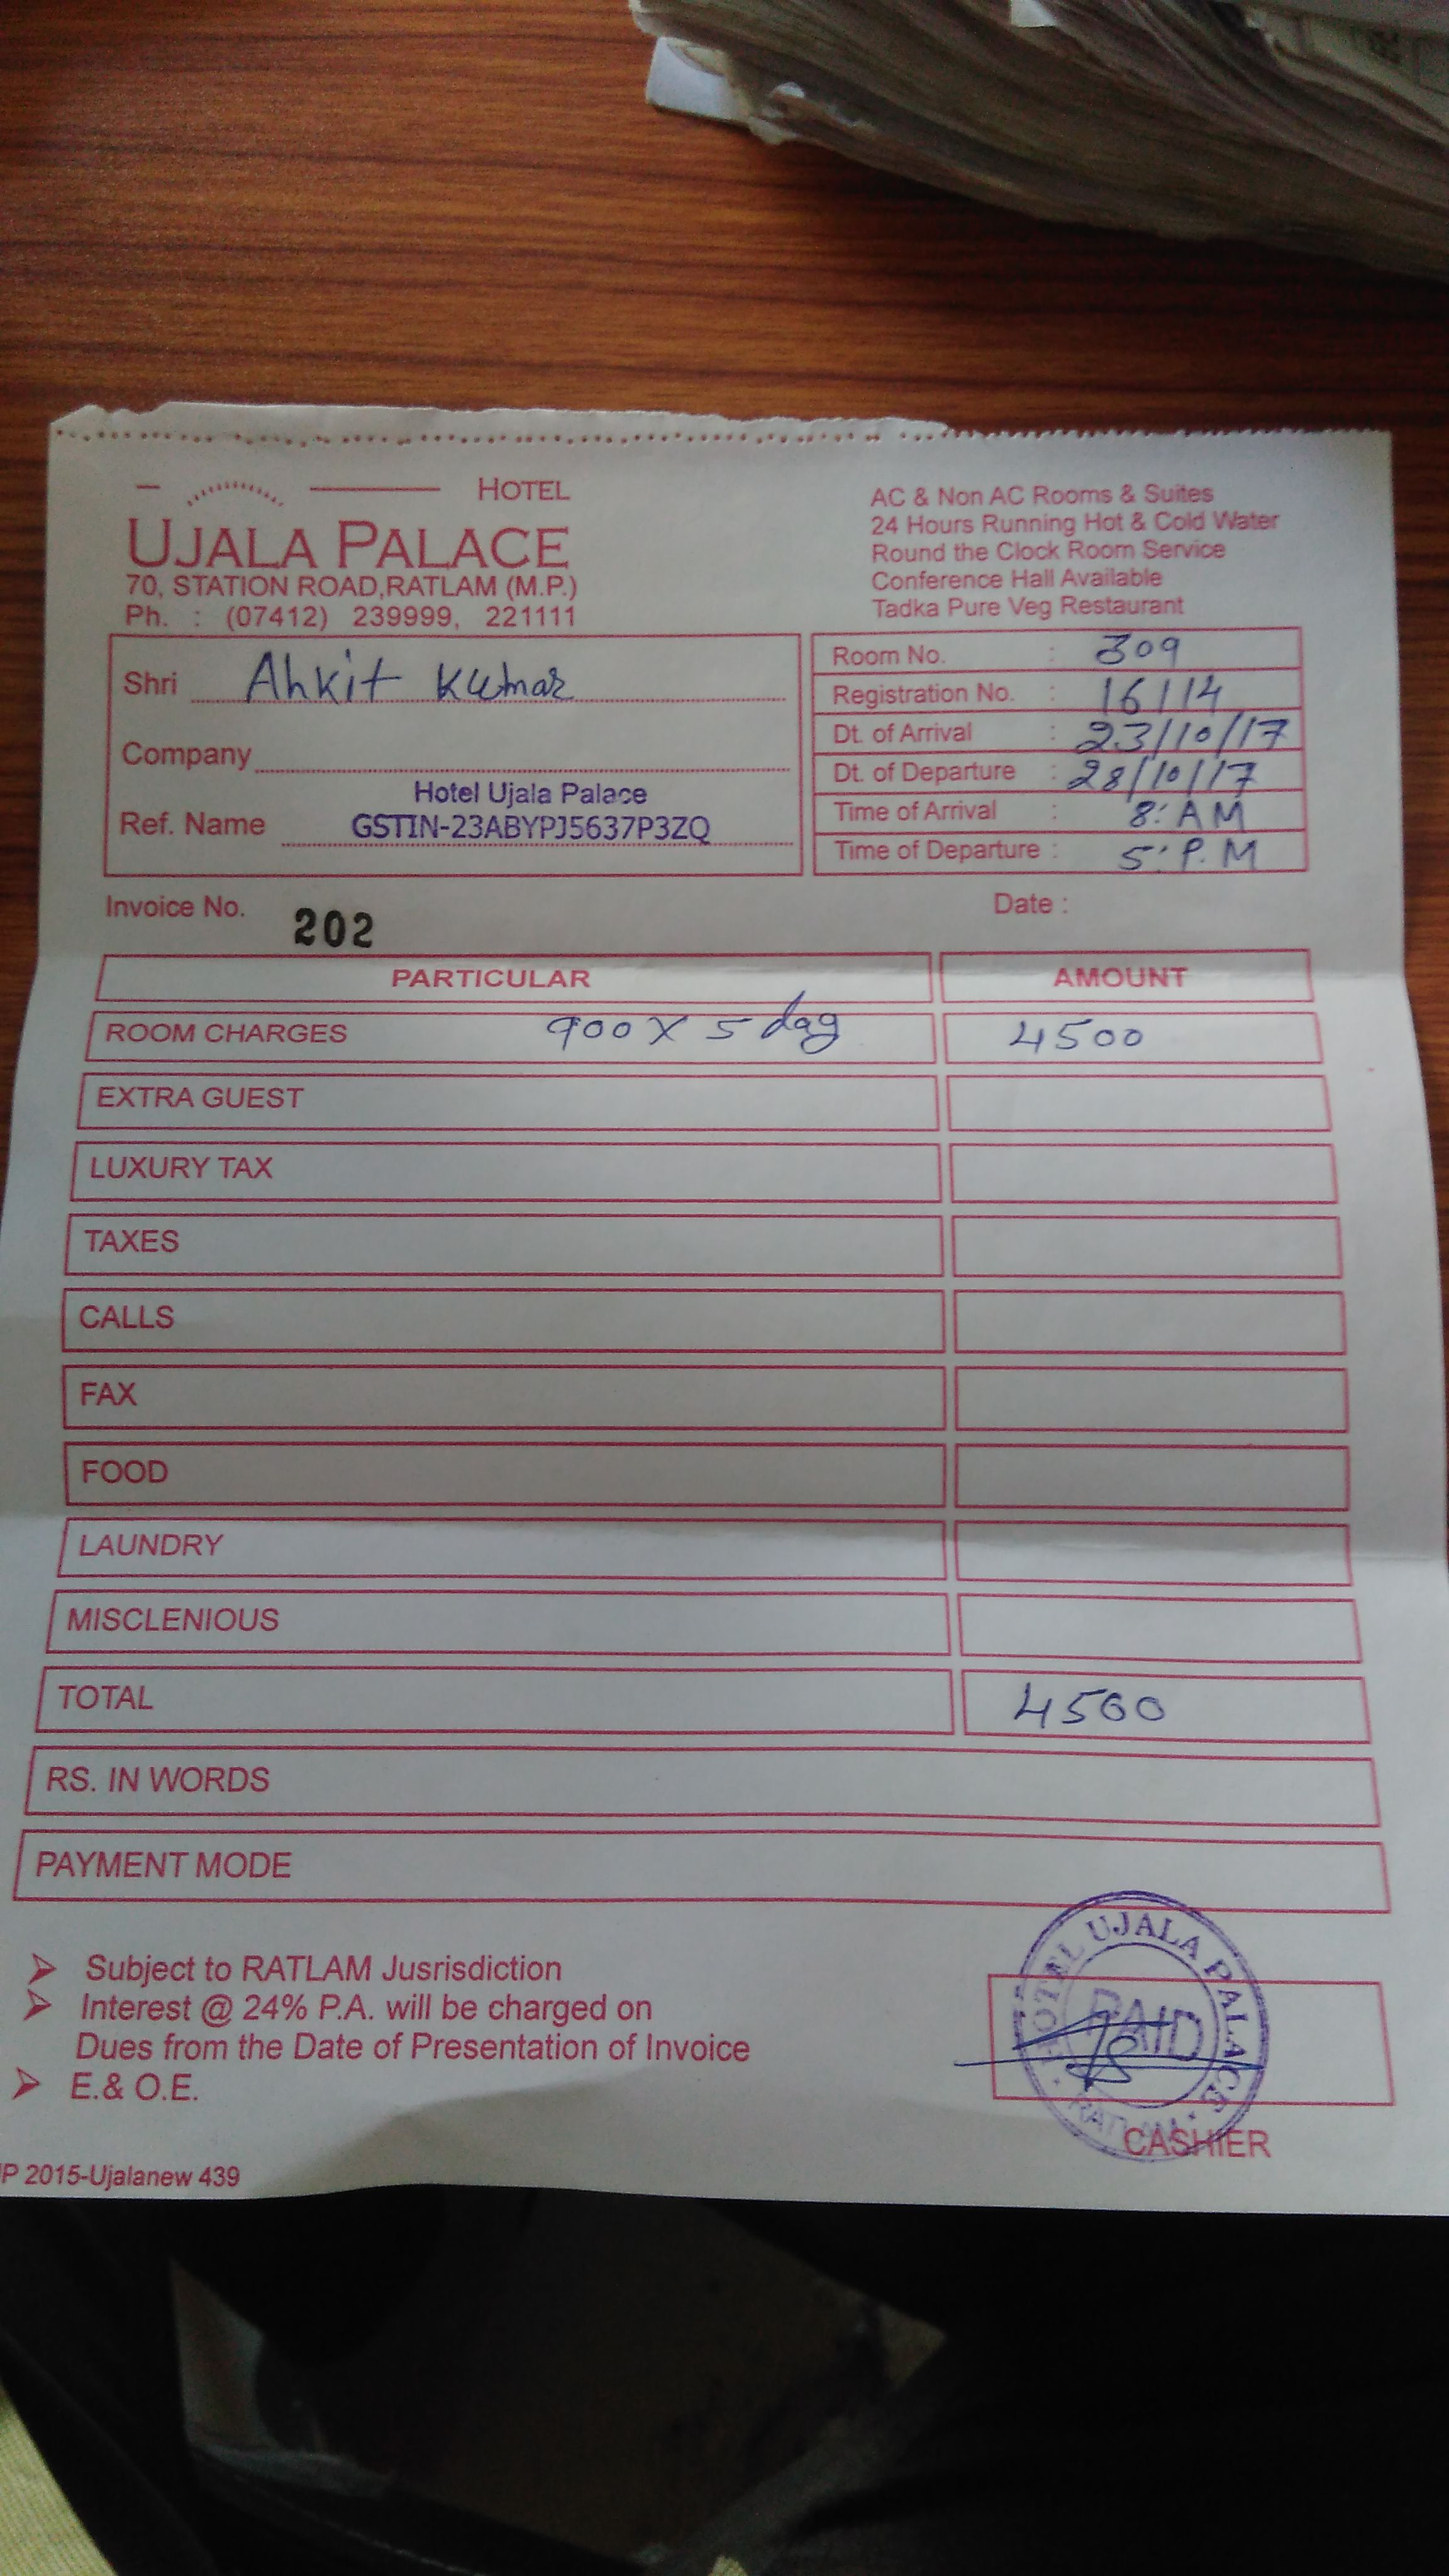 HOTEL
UJALA PALACE
70, STATION ROAD,RATLAM (M.P.)
Ph. : (07412) 239999, 221111
AC & Non AC Rooms & Suites
24 Hours Running Hot & Cold Water
Round the Clock Room Service
Conference Hall Available
Tadka Pure Veg Restaurant
Shri Ankit Kumar
Company
Hotel Ujala Palace
Ref. Name GSTIN-23ABYPJ5637P3ZQ
Room No. : 309
Registration No. : 16114
Dt. of Arrival : 23/10/17
Dt. of Departure : 28/10/17
Time of Arrival : 8: AM
Time of Departure : 5: P.M
Invoice No. 202
Date :
PARTICULAR AMOUNT
ROOM CHARGES 900 X 5 day 4500
EXTRA GUEST
LUXURY TAX
TAXES
CALLS
FAX
FOOD
LAUNDRY
MISCLENIOUS
TOTAL 4500
RS. IN WORDS
PAYMENT MODE
Subject to RATLAM Jusrisdiction
Interest @ 24% P.A. will be charged on
Dues from the Date of Presentation of Invoice
E.& O.E.
HOTEL UJALA PALACE
PAID
RATLAM
CASHIER
P 2015-Ujalanew 439